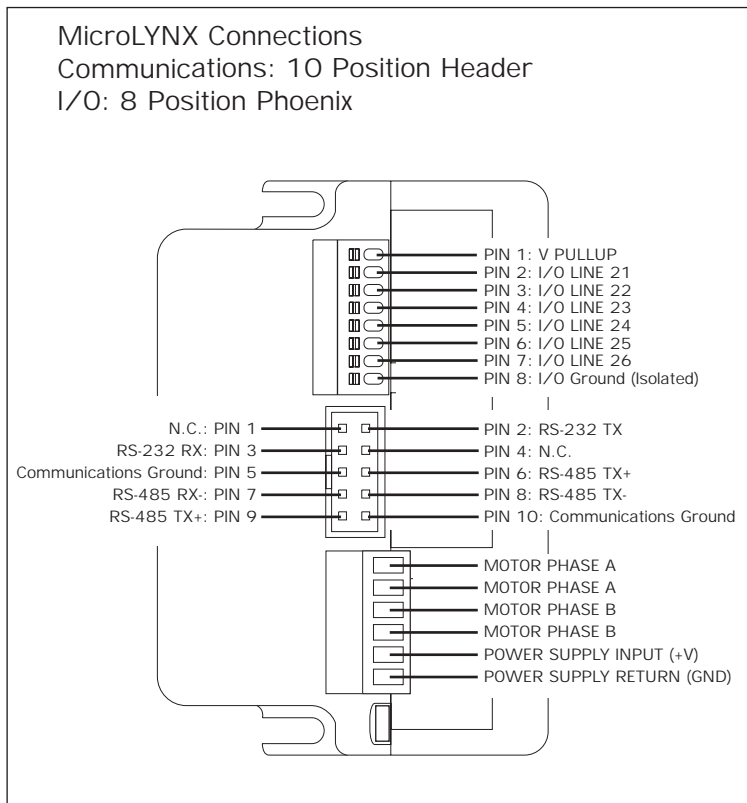 MicroLYNX Connections
Communications: 10 Position Header
I/O: 8 Position Phoenix
PIN 1: V PULLUP
PIN 2: I/O LINE 21
PIN 3: I/O LINE 22
PIN 4: I/O LINE 23
PIN 5: I/O LINE 24
PIN 6: I/O LINE 25
PIN 7: I/O LINE 26
PIN 8: I/O Ground (Isolated)
N.C.: PIN 1
RS-232 RX: PIN 3
Communications Ground: PIN 5
RS-485 RX-: PIN 7
RS-485 TX+: PIN 9
PIN 2: RS-232 TX
PIN 4: N.C.
PIN 6: RS-485 TX+
PIN 8: RS-485 TX-
PIN 10: Communications Ground
MOTOR PHASE A
MOTOR PHASE A
MOTOR PHASE B
MOTOR PHASE B
POWER SUPPLY INPUT (+V)
POWER SUPPLY RETURN (GND)